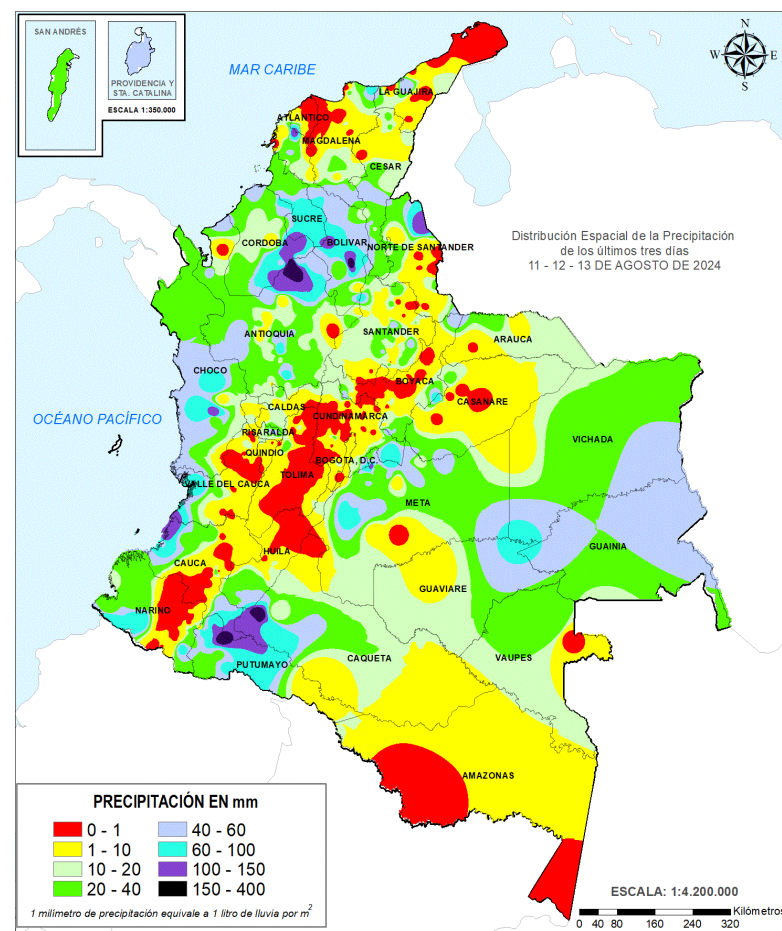 SAN ANDRÉS
PROVIDENCIA Y
STA. CATALINA
ESCALA 1:350.000
MAR CARIBE
N
W
E
S
LA GUAJIRA
ATLANTICO
MAGDALENA
CESAR
SUCRE
CORDOBA
BOLIVAR
NORTE DE SANTANDER
Distribución Espacial de la Precipitación
de los últimos tres días
11 - 12 - 13 DE AGOSTO DE 2024
ANTIOQUIA
SANTANDER
ARAUCA
CHOCO
BOYACA
CASANARE
OCÉANO PACÍFICO
CALDAS
CUNDINAMARCA
RISARALDA
VICHADA
QUINDIO
BOGOTA, D.C.
TOLIMA
VALLE DEL CAUCA
META
GUAINIA
HUILA
CAUCA
GUAVIARE
NARIÑO
PUTUMAYO
CAQUETA
VAUPES
AMAZONAS
PRECIPITACIÓN EN mm
0 - 1
40 - 60
1 - 10
60 - 100
10 - 20
100 - 150
20 - 40
150 - 400
1 milímetro de precipitación equivale a 1 litro de lluvia por m²
ESCALA: 1:4.200.000
Kilómetros
0 40 80 160 240 320